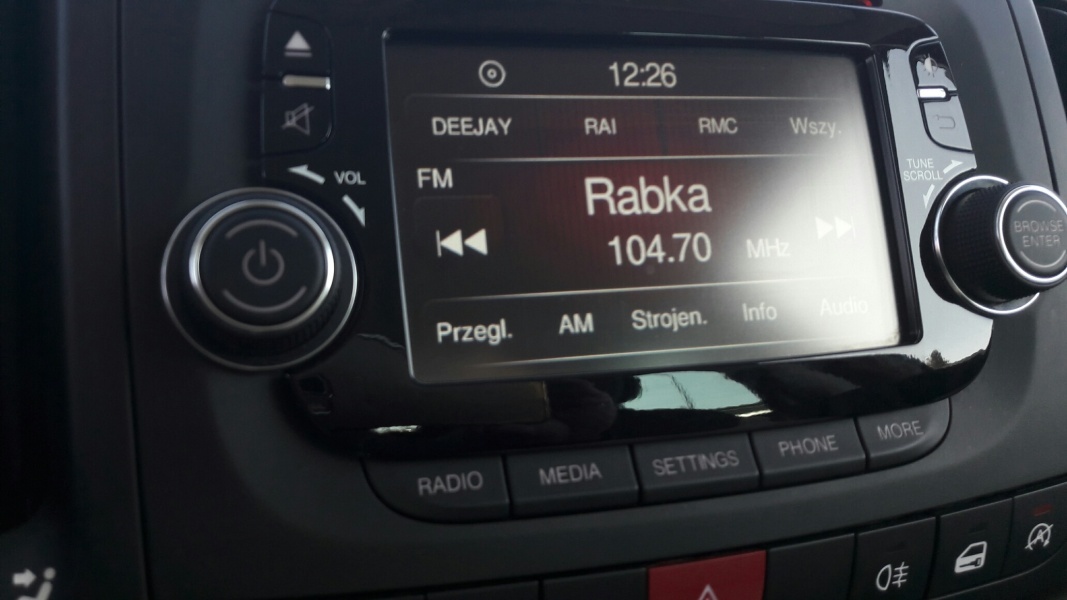 12:26
DEEJAY RAI RMC Wszy.
VOL
TUNE
SCROLL
FM
Rabka
104.70 MHz
BROWSE
ENTER
Przegl. AM Strojen. Info Audio
RADIO MEDIA SETTINGS PHONE MORE